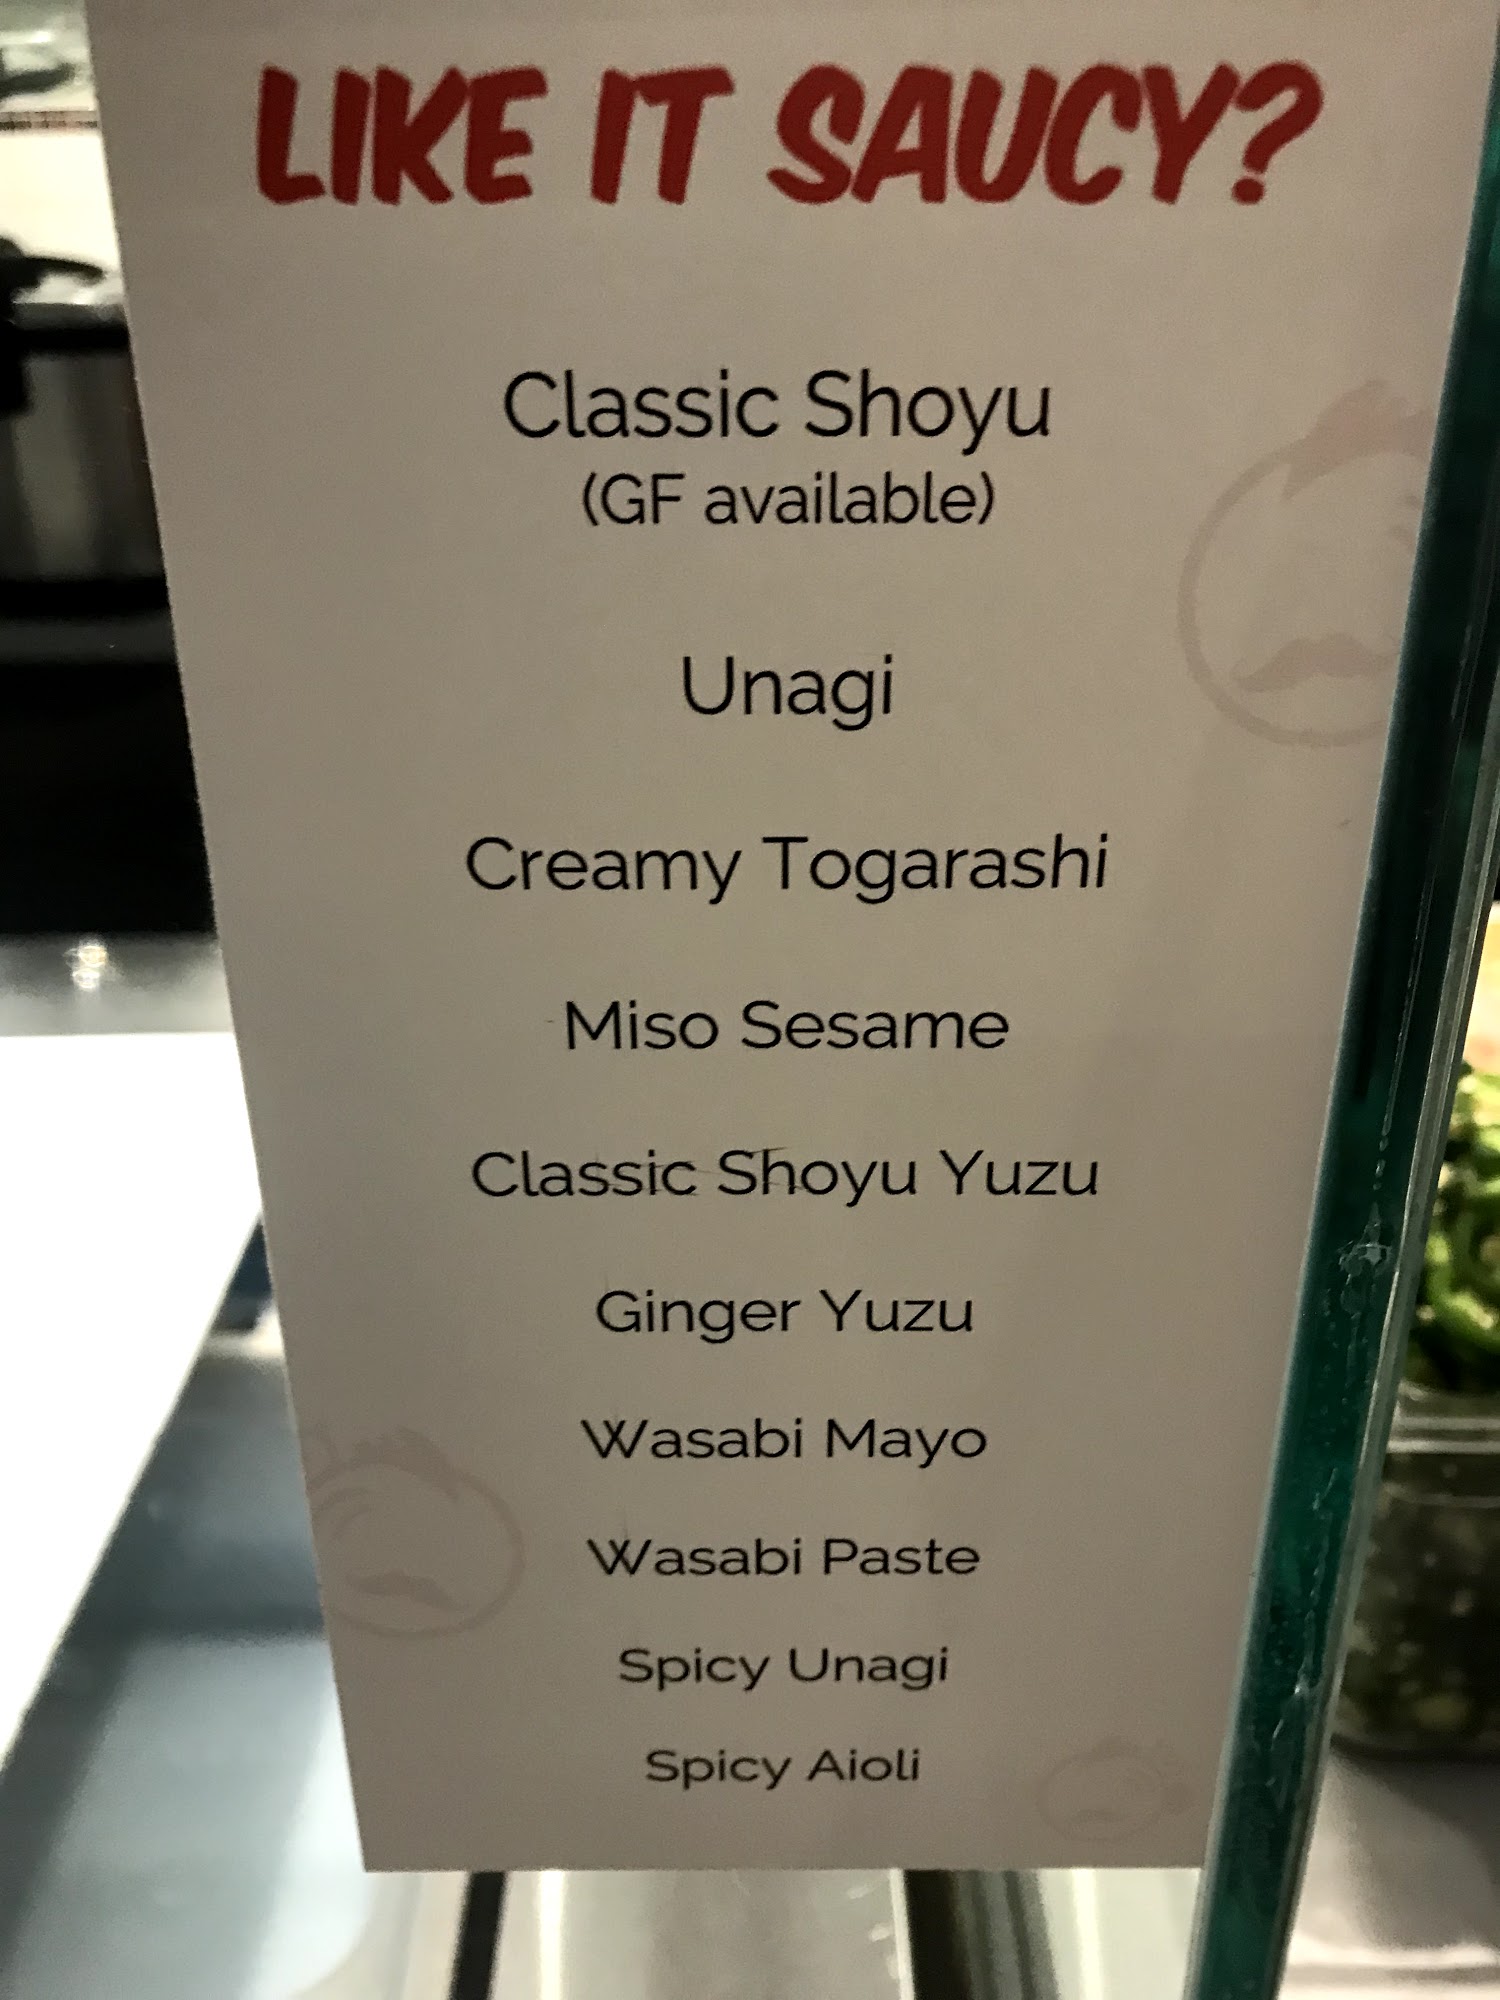 LIKE IT SAUCY?
Classic Shoyu
(GF available)
Unagi
Creamy Togarashi
Miso Sesame
Classic Shoyu Yuzu
Ginger Yuzu
Wasabi Mayo
Wasabi Paste
Spicy Unagi
Spicy Aioli